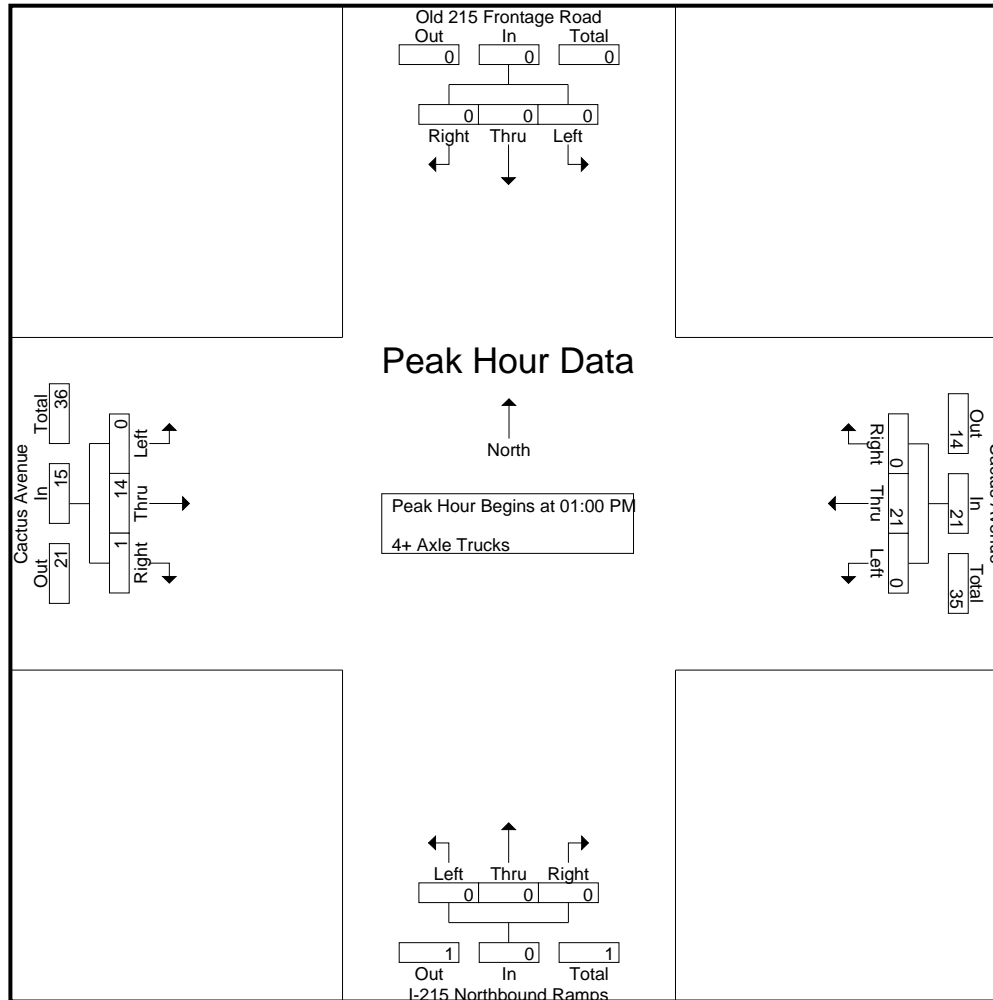 Old 215 Frontage Road
Out In Total
0 0 0
0 0 0
Right Thru Left
Peak Hour Data
North
Peak Hour Begins at 01:00 PM
4+ Axle Trucks
Cactus Avenue
Total In Out
36 15 21
0 14 1
Left Thru Right
Right Thru Left
0 21 0
14 21 35
Out In Total
Left Thru Right
0 0 0
1 0 1
Out In Total
I-215 Northbound Ramps